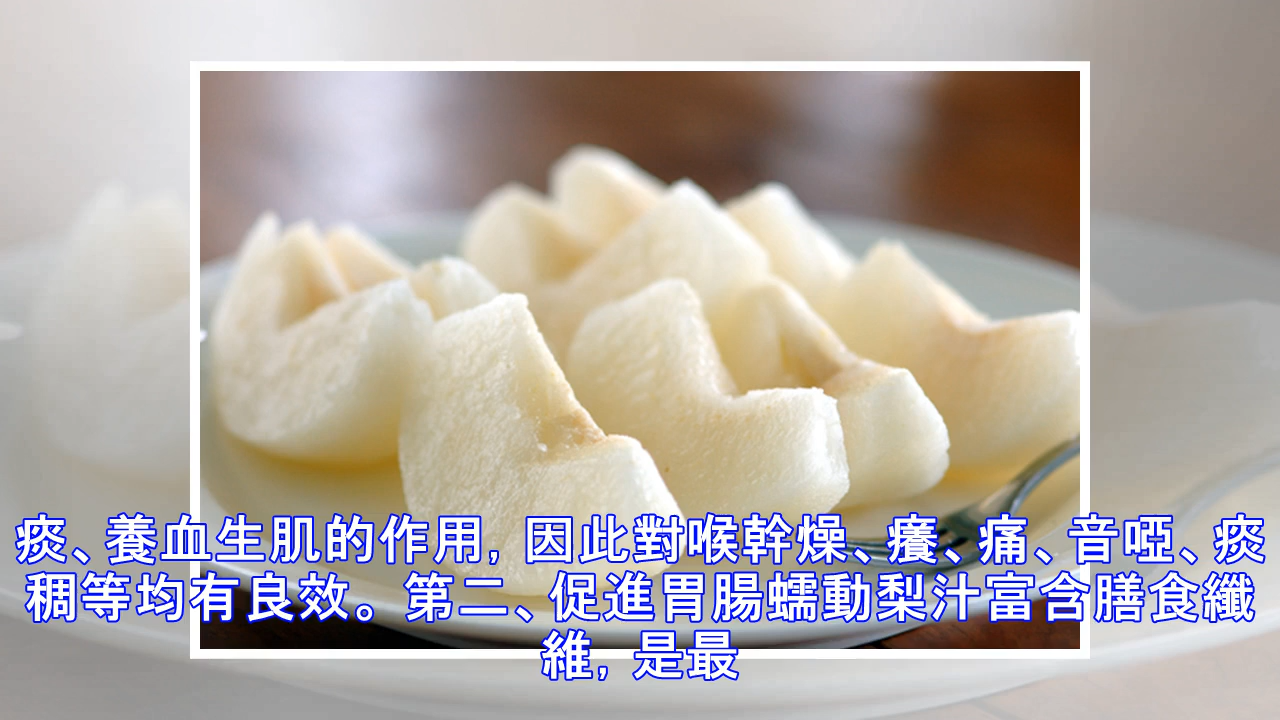 痰、養血生肌的作用, 因此對喉幹燥、癢、痛、音啞、痰
稠等均有良效。第二、促進胃腸蠕動梨汁富含膳食纖
維, 是最